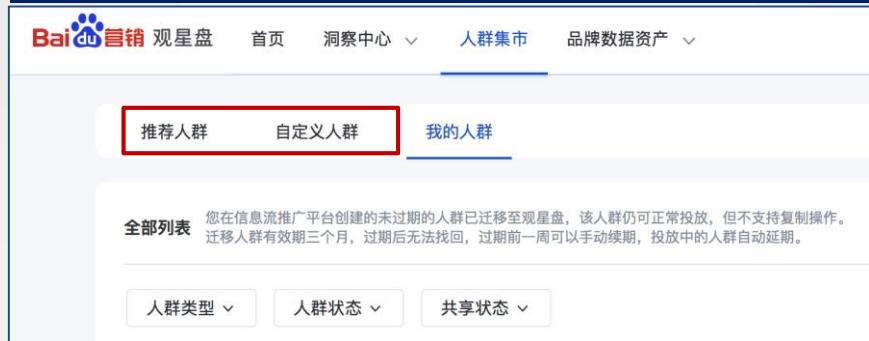 Bai du 营销 观星盘 首页 洞察中心 人群集市 品牌数据资产
推荐人群 自定义人群 我的人群
全部列表 您在信息流推广平台创建的未过期的人群已迁移至观星盘，该人群仍可正常投放，但不支持复制操作。
迁移人群有效期三个月，过期后无法找回，过期前一周可以手动续期，投放中的人群自动延期。
人群类型 人群状态 共享状态